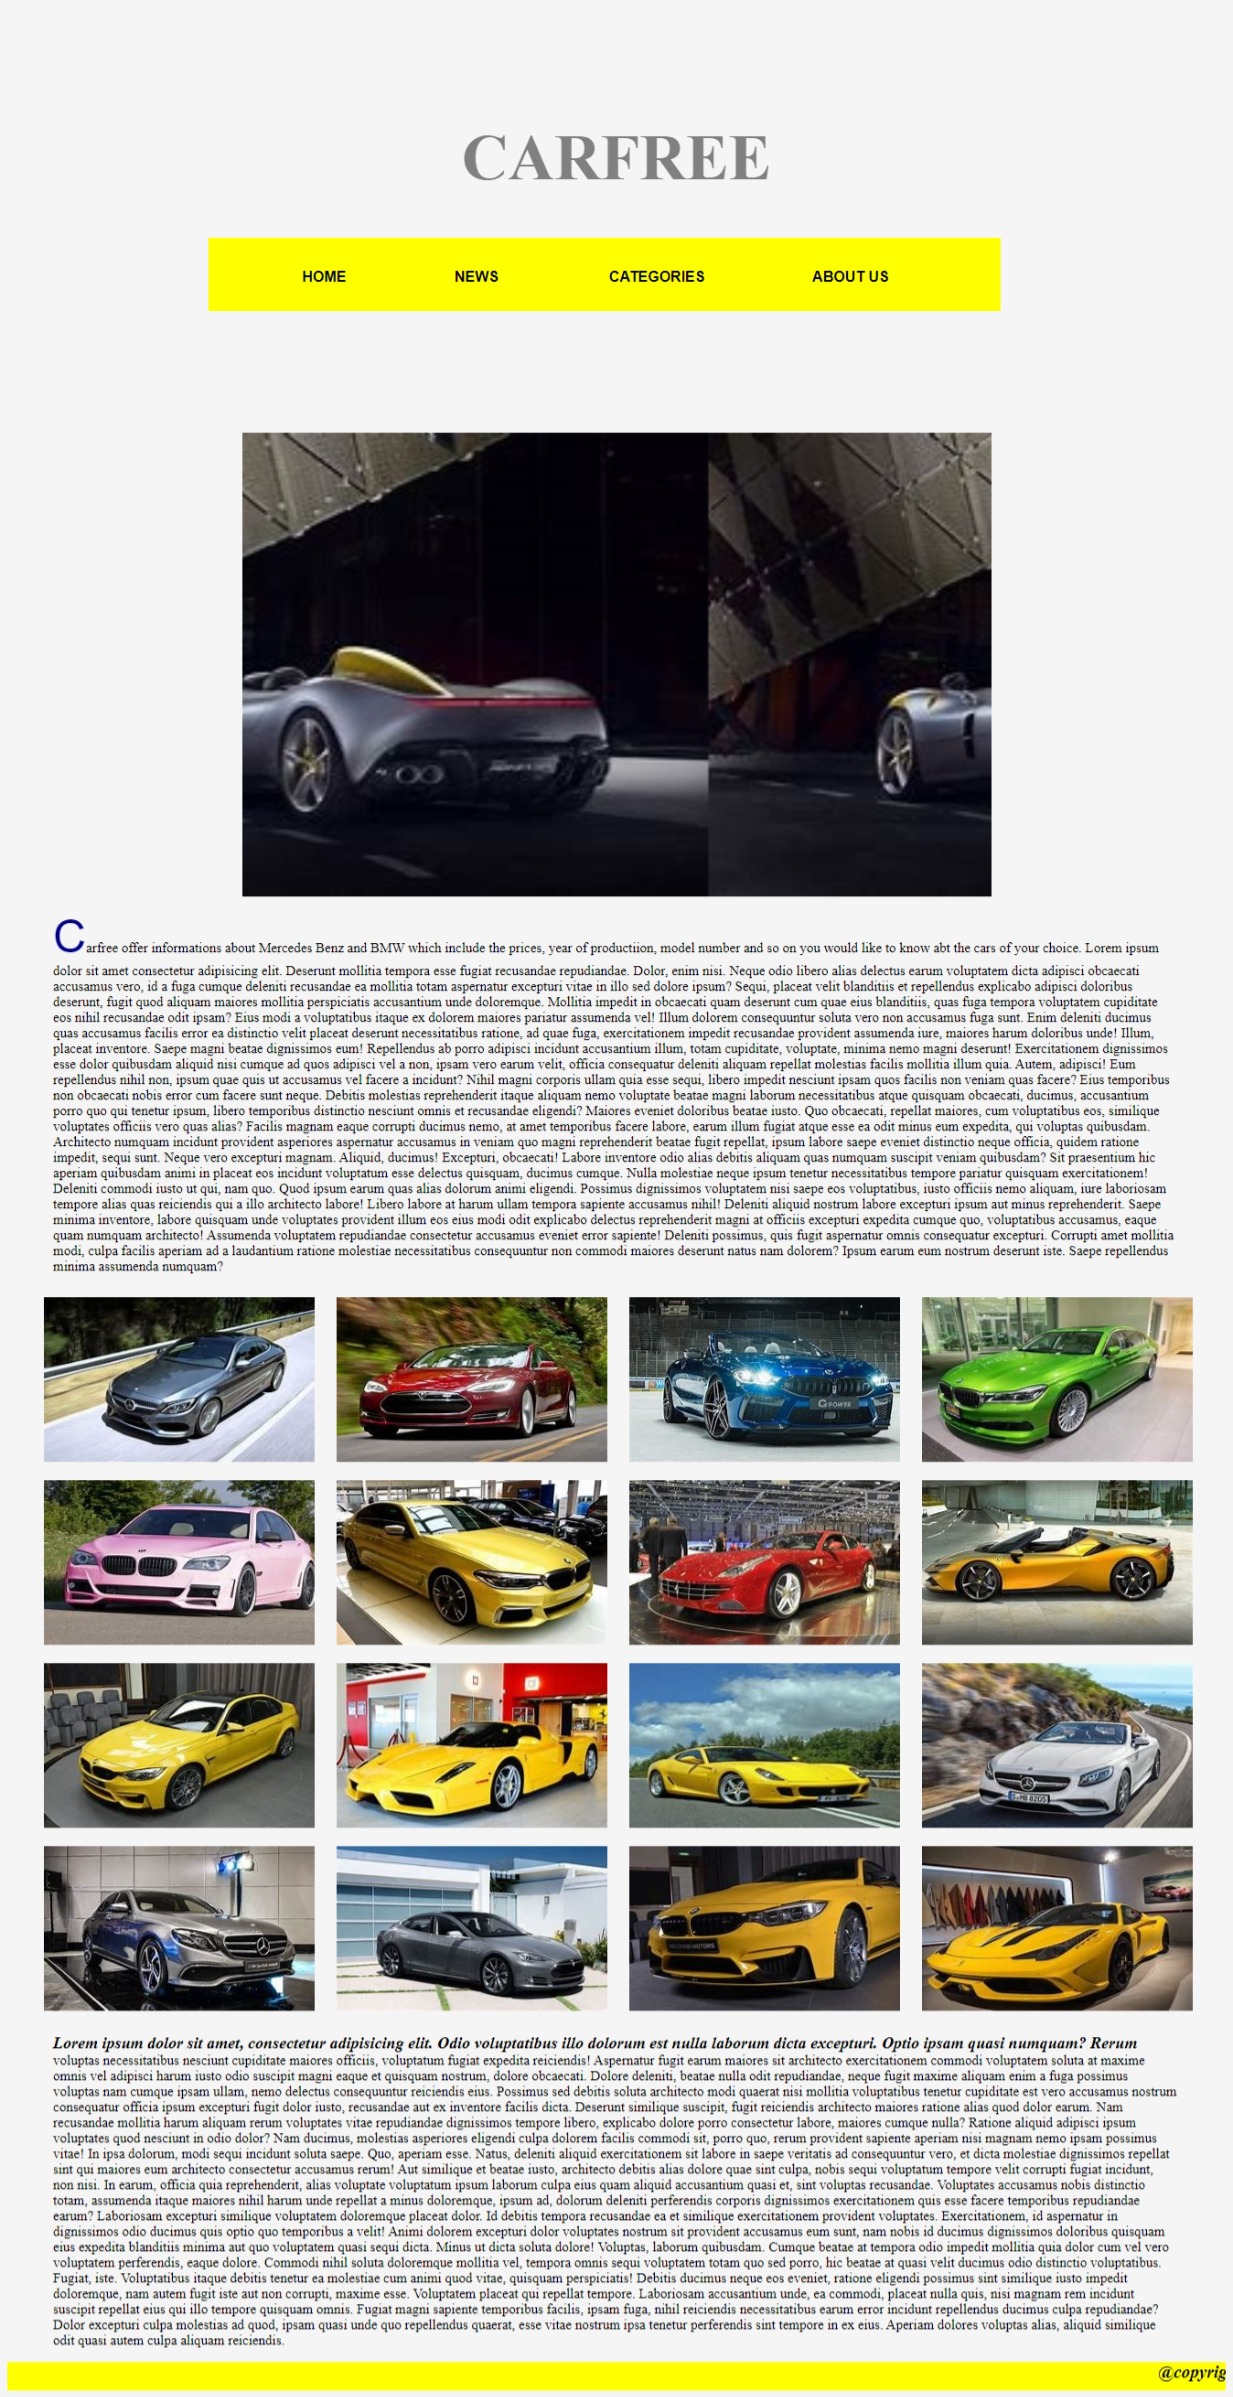 CARFREE
HOME NEWS CATEGORIES ABOUT US
Carfree offer informations about Mercedes Benz and BMW which include the prices, year of productiion, model number and so on you would like to know abt the cars of your choice. Lorem ipsum
dolor sit amet consectetur adipisicing elit. Deserunt mollitia tempora esse fugiat recusandae repudiandae. Dolor, enim nisi. Neque odio libero alias delectus earum voluptatem dicta adipisci obcaecati
accusamus vero, id a fuga cumque deleniti recusandae ea mollitia totam aspernatur excepturi vitae in illo sed dolore ipsum? Sequi, placeat velit blanditiis et repellendus explicabo adipisci doloribus
deserunt, fugit quod aliquam maiores mollitia perspiciatis accusantium unde doloremque. Mollitia impedit in obcaecati quam deserunt cum quae eius blanditiis, quas fuga tempora voluptatem cupiditate
eos nihil recusandae odit ipsam? Eius modi a voluptatibus itaque ex dolorem maiores pariatur assumenda vel! Illum dolorem consequuntur soluta vero non accusamus fuga sunt. Enim deleniti ducimus
quas accusamus facilis error ea distinctio velit placeat deserunt necessitatibus ratione, ad quae fuga, exercitationem impedit recusandae provident assumenda iure, maiores harum doloribus unde! Illum,
placeat inventore. Saepe magni beatae dignissimos eum! Repellendus ab porro adipisci incidunt accusantium illum, totam cupiditate, voluptate, minima nemo magni deserunt! Exercitationem dignissimos
esse dolor quibusdam aliquid nisi cumque ad quos adipisci vel a non, ipsam vero earum velit, officia consequatur deleniti aliquam repellat molestias facilis mollitia illum quia. Autem, adipisci! Eum
repellendus nihil non, ipsum quae quis ut accusamus vel facere a incidunt? Nihil magni corporis ullam quia esse sequi, libero impedit nesciunt ipsam quos facilis non veniam quas facere? Eius temporibus
non obcaecati nobis error cum facere sunt neque. Debitis molestias reprehenderit itaque aliquam nemo voluptate beatae magni laborum necessitatibus atque quisquam obcaecati, ducimus, accusantium
porro quo qui tenetur ipsum, libero temporibus distinctio nesciunt omnis et recusandae eligendi? Maiores eveniet doloribus beatae iusto. Quo obcaecati, repellat maiores, cum voluptatibus eos, similique
voluptates officiis vero quas alias? Facilis magnam eaque corrupti ducimus nemo, at amet temporibus facere labore, earum illum fugiat atque esse ea odit minus eum expedita, qui voluptas quibusdam.
Architecto numquam incidunt provident asperiores aspernatur accusamus in veniam quo magni reprehenderit beatae fugit repellat, ipsum labore saepe eveniet distinctio neque officia, quidem ratione
impedit, sequi sunt. Neque vero excepturi magnam. Aliquid, ducimus! Excepturi, obcaecati! Labore inventore odio alias debitis aliquam quas numquam suscipit veniam quibusdam? Sit praesentium hic
aperiam quibusdam animi in placeat eos incidunt voluptatum esse delectus quisquam, ducimus cumque. Nulla molestiae neque ipsum tenetur necessitatibus tempore pariatur quisquam exercitationem!
Deleniti commodi iusto ut qui, nam quo. Quod ipsum earum quas alias dolorum animi eligendi. Possimus dignissimos voluptatem nisi saepe eos voluptatibus, iusto officiis nemo aliquam, iure laboriosam
tempore alias quas reiciendis qui a illo architecto labore! Libero labore at harum ullam tempora sapiente accusamus nihil! Deleniti aliquid nostrum labore excepturi ipsum aut minus reprehenderit. Saepe
minima inventore, labore quisquam unde voluptates provident illum eos eius modi odit explicabo delectus reprehenderit magni at officiis excepturi expedita cumque quo, voluptatibus accusamus, eaque
quam numquam architecto! Assumenda voluptatem repudiandae consectetur accusamus eveniet error sapiente! Deleniti possimus, quis fugit aspernatur omnis consequatur excepturi. Corrupti amet mollitia
modi, culpa facilis aperiam ad a laudantium ratione molestiae necessitatibus consequuntur non commodi maiores deserunt natus nam dolorem? Ipsum earum eum nostrum deserunt iste. Saepe repellendus
minima assumenda numquam?
G-POWER
S-MB 8205
Lorem ipsum dolor sit amet, consectetur adipisicing elit. Odio voluptatibus illo dolorum est nulla laborum dicta excepturi. Optio ipsam quasi numquam? Rerum
voluptas necessitatibus nesciunt cupiditate maiores officiis, voluptatum fugiat expedita reiciendis! Aspernatur fugit earum maiores sit architecto exercitationem commodi voluptatem soluta at maxime
omnis vel adipisci harum iusto odio suscipit magni eaque et quisquam nostrum, dolore obcaecati. Dolore deleniti, beatae nulla odit repudiandae, neque fugit maxime aliquam enim a fuga possimus
voluptas nam cumque ipsam ullam, nemo delectus consequuntur reiciendis eius. Possimus sed debitis soluta architecto modi quaerat nisi mollitia voluptatibus tenetur cupiditate est vero accusamus nostrum
consequatur officia ipsum excepturi fugit dolor iusto, recusandae aut ex inventore facilis dicta. Deserunt similique suscipit, fugit reiciendis architecto maiores ratione alias quod dolor earum. Nam
recusandae mollitia harum aliquam rerum voluptates vitae repudiandae dignissimos tempore libero, explicabo dolore porro consectetur labore, maiores cumque nulla? Ratione aliquid adipisci ipsum
voluptates quod nesciunt in odio dolor? Nam ducimus, molestias asperiores eligendi culpa dolorem facilis commodi sit, porro quo, rerum provident sapiente aperiam nisi magnam nemo ipsam possimus
vitae! In ipsa dolorum, modi sequi incidunt soluta saepe. Quo, aperiam esse. Natus, deleniti aliquid exercitationem sit labore in saepe veritatis ad consequuntur vero, et dicta molestiae dignissimos repellat
sint qui maiores eum architecto consectetur accusamus rerum! Aut similique et beatae iusto, architecto debitis alias dolore quae sint culpa, nobis sequi voluptatum tempore velit corrupti fugiat incidunt,
non nisi. In earum, officia quia reprehenderit, alias voluptate voluptatum ipsum laborum culpa eius quam aliquid accusantium quasi et, sint voluptas recusandae. Voluptates accusamus nobis distinctio
totam, assumenda itaque maiores nihil harum unde repellat a minus doloremque, ipsum ad, dolorum deleniti perferendis corporis dignissimos exercitationem quis esse facere temporibus repudiandae
earum? Laboriosam excepturi similique voluptatem doloremque placeat dolor. Id debitis tempora recusandae ea et similique exercitationem provident voluptates. Exercitationem, id aspernatur in
dignissimos odio ducimus quis optio quo temporibus a velit! Animi dolorem excepturi dolor voluptates nostrum sit provident accusamus eum sunt, nam nobis id ducimus dignissimos doloribus quisquam
eius expedita blanditiis minima aut quo voluptatem quasi sequi dicta. Minus ut dicta soluta dolore! Voluptas, laborum quibusdam. Cumque beatae at tempora odio impedit mollitia quia dolor cum vel vero
voluptatem perferendis, eaque dolore. Commodi nihil soluta doloremque mollitia vel, tempora omnis sequi voluptatem totam quo sed porro, hic beatae at quasi velit ducimus odio distinctio voluptatibus.
Fugiat, iste. Voluptatibus itaque debitis tenetur ea molestiae cum animi quod vitae, quisquam perspiciatis! Debitis ducimus neque eos eveniet, ratione eligendi possimus sint similique iusto impedit
doloremque, nam autem fugit iste aut non corrupti, maxime esse. Voluptatem placeat qui repellat tempore. Laboriosam accusantium unde, ea commodi, placeat nulla quis, nisi magnam rem incidunt
suscipit repellat eius qui illo tempore quisquam omnis. Fugiat magni sapiente temporibus facilis, ipsam fuga, nihil reiciendis necessitatibus earum error incidunt repellendus ducimus culpa repudiandae?
Dolor excepturi culpa molestias ad quod, ipsam quasi unde quo repellendus quaerat, esse vitae nostrum ipsa tenetur perferendis sint tempore in ex eius. Aperiam dolores voluptas alias, aliquid similique
odit quasi autem culpa aliquam reiciendis.
@copyrig